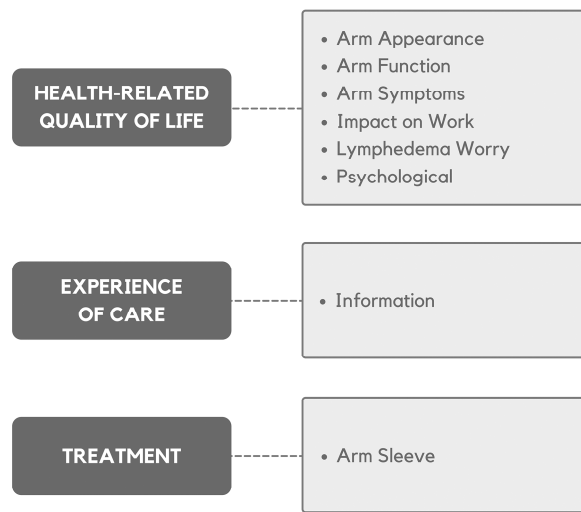 HEALTH-RELATED
QUALITY OF LIFE
• Arm Appearance
• Arm Function
• Arm Symptoms
• Impact on Work
• Lymphedema Worry
• Psychological
EXPERIENCE
OF CARE
• Information
TREATMENT
• Arm Sleeve